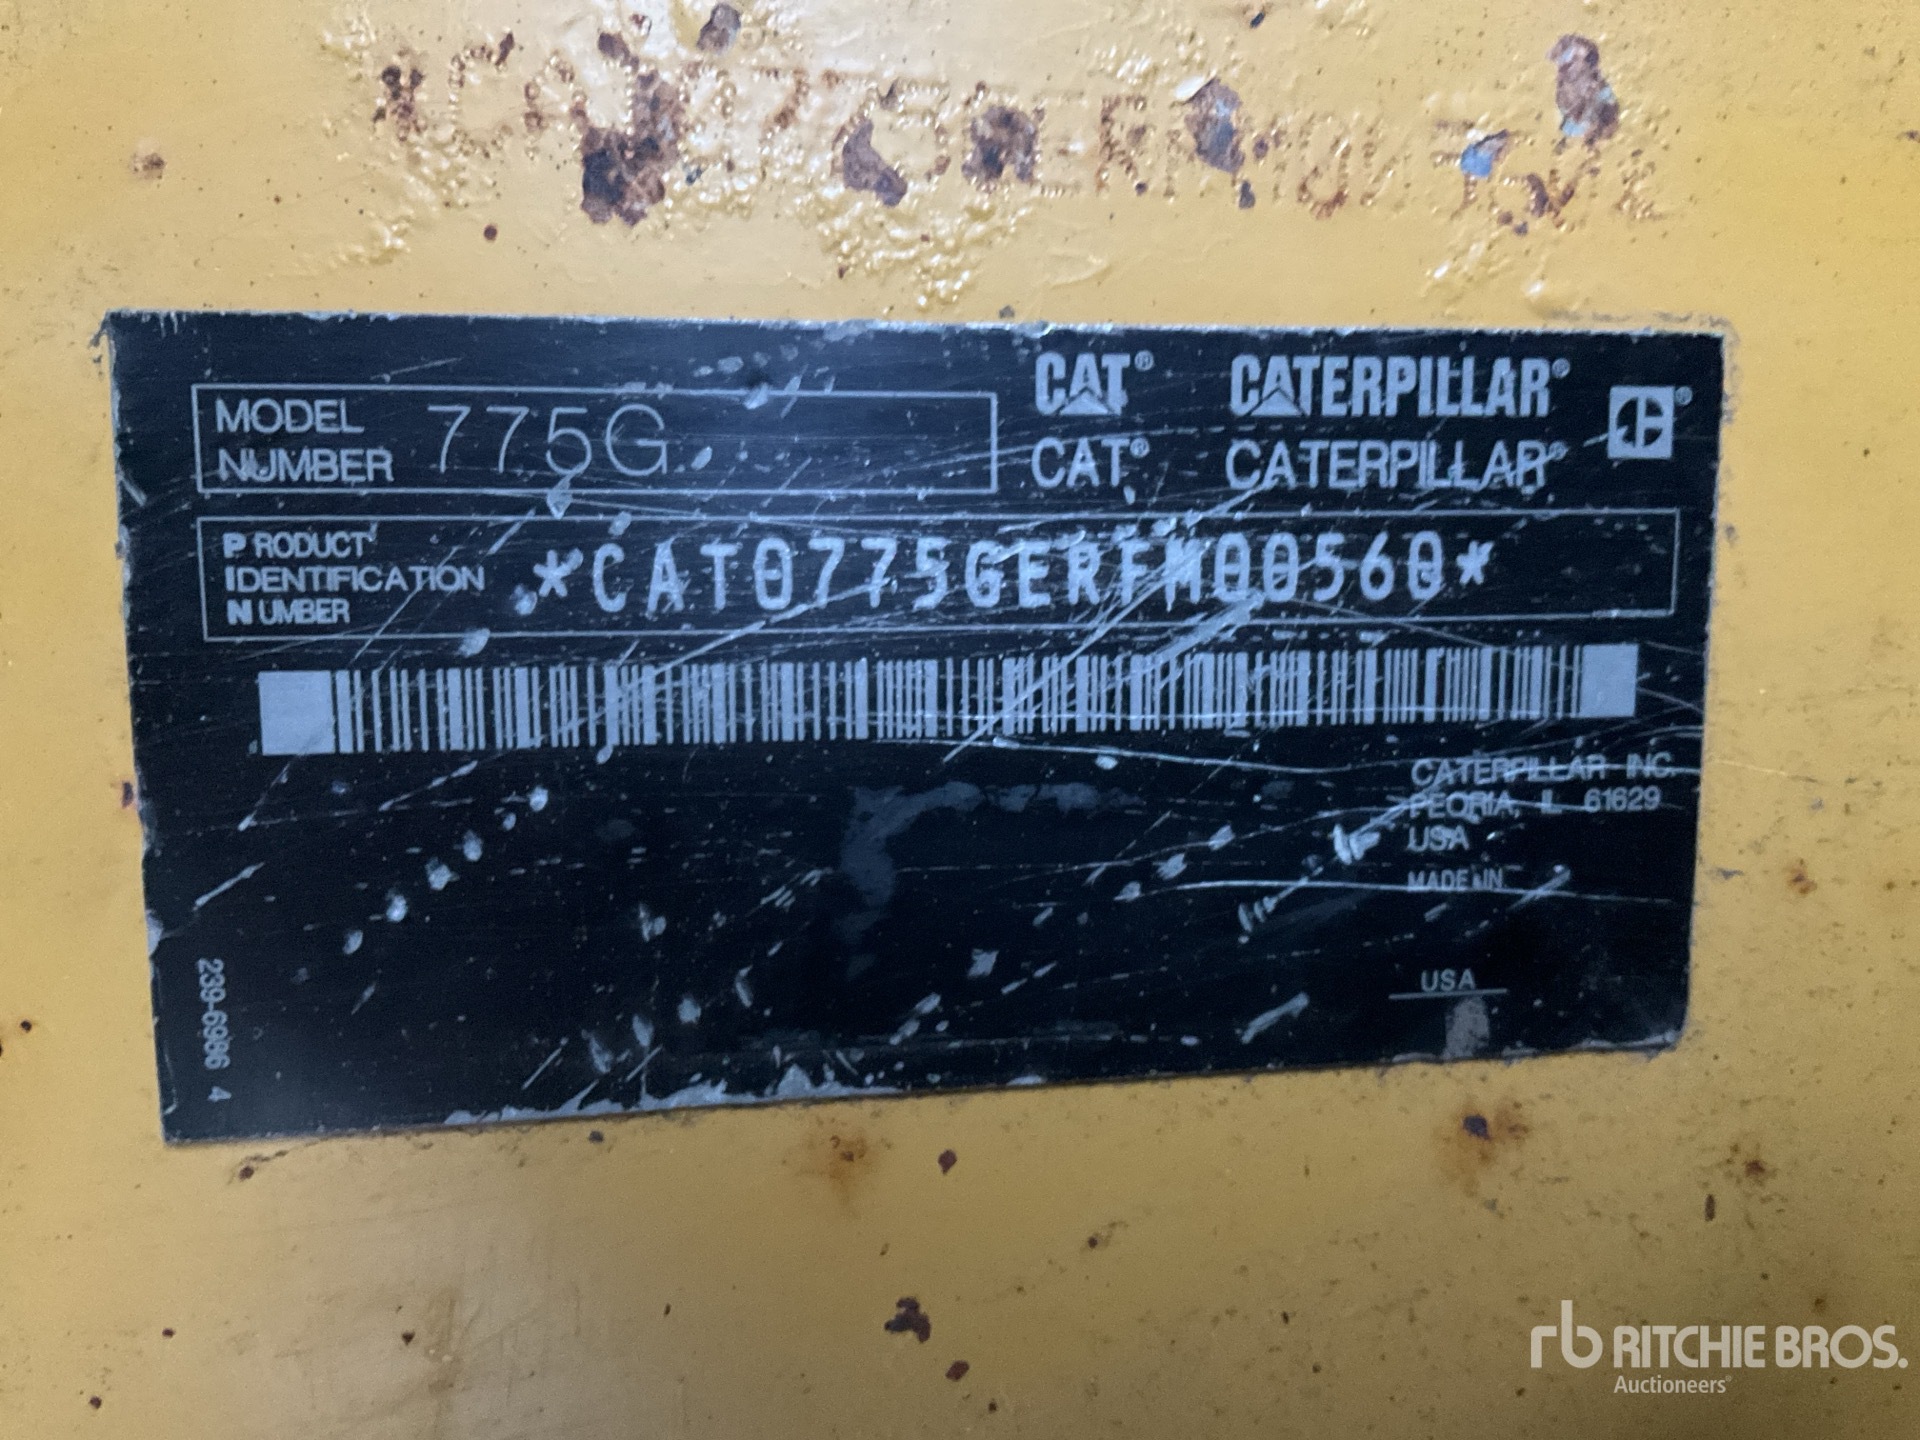 MODEL
NUMBER 775G
CAT® CATERPILLAR®
CAT® CATERPILLAR®
PRODUCT
IDENTIFICATION
NUMBER
*CAT0775GERFM00560*
CATERPILLAR INC.
PEORIA, IL 61629
USA
MADE IN
USA
239-6986 4
rb RITCHIE BROS.
Auctioneers